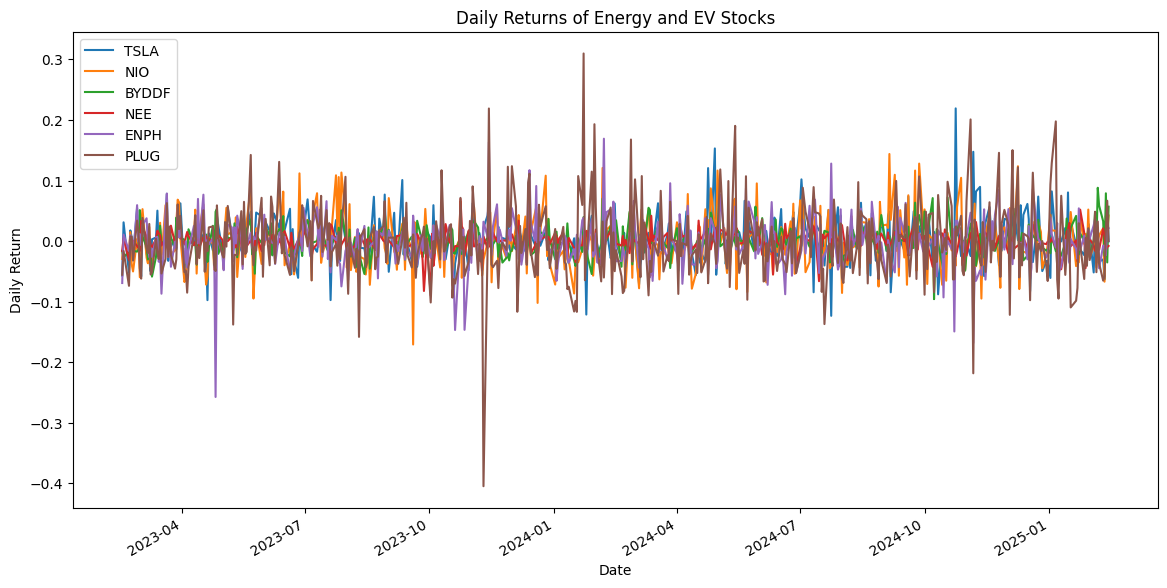 Daily Returns of Energy and EV Stocks
TSLA
NIO
BYDDF
NEE
ENPH
PLUG
Daily Return
0.3
0.2
0.1
0.0
−0.1
−0.2
−0.3
−0.4
2023-04
2023-07
2023-10
2024-01
2024-04
2024-07
2024-10
2025-01
Date